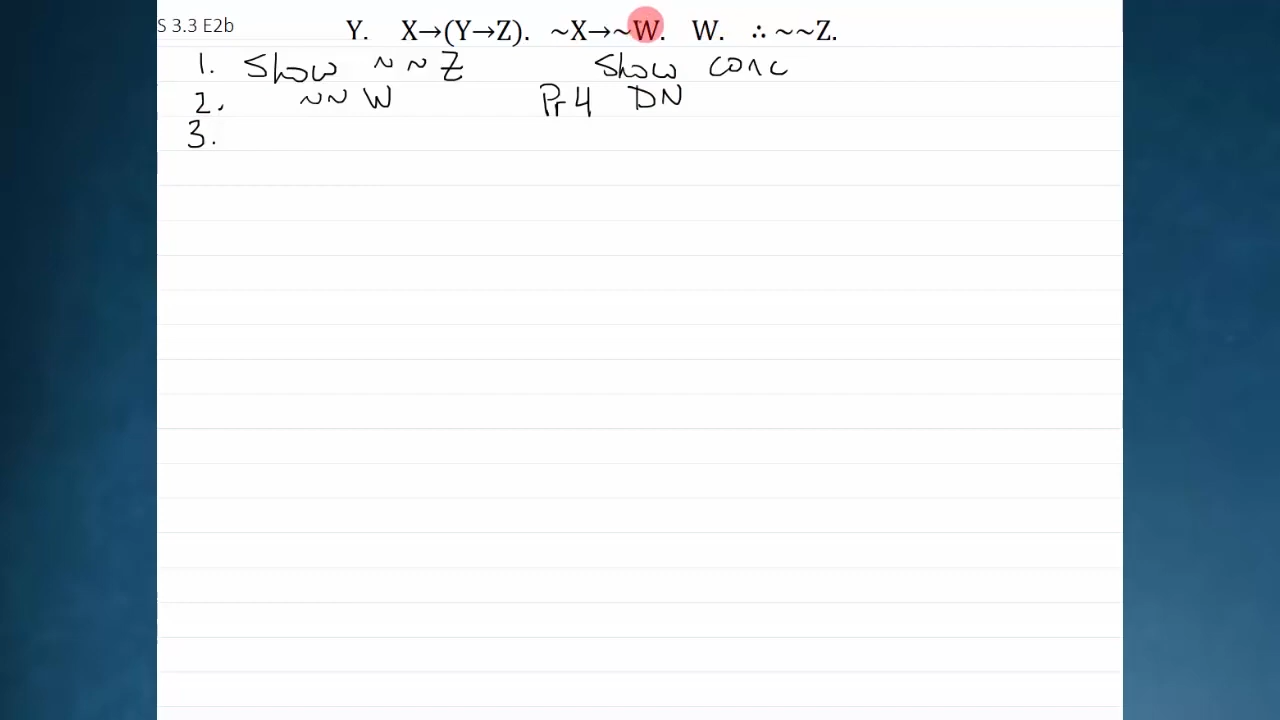 S 3.3 E2b
Y. X→(Y→Z). ~X→~W. W. ∴ ~~Z.
1. Show ~~Z Show conc
2. ~~W Pr4 DN
3.